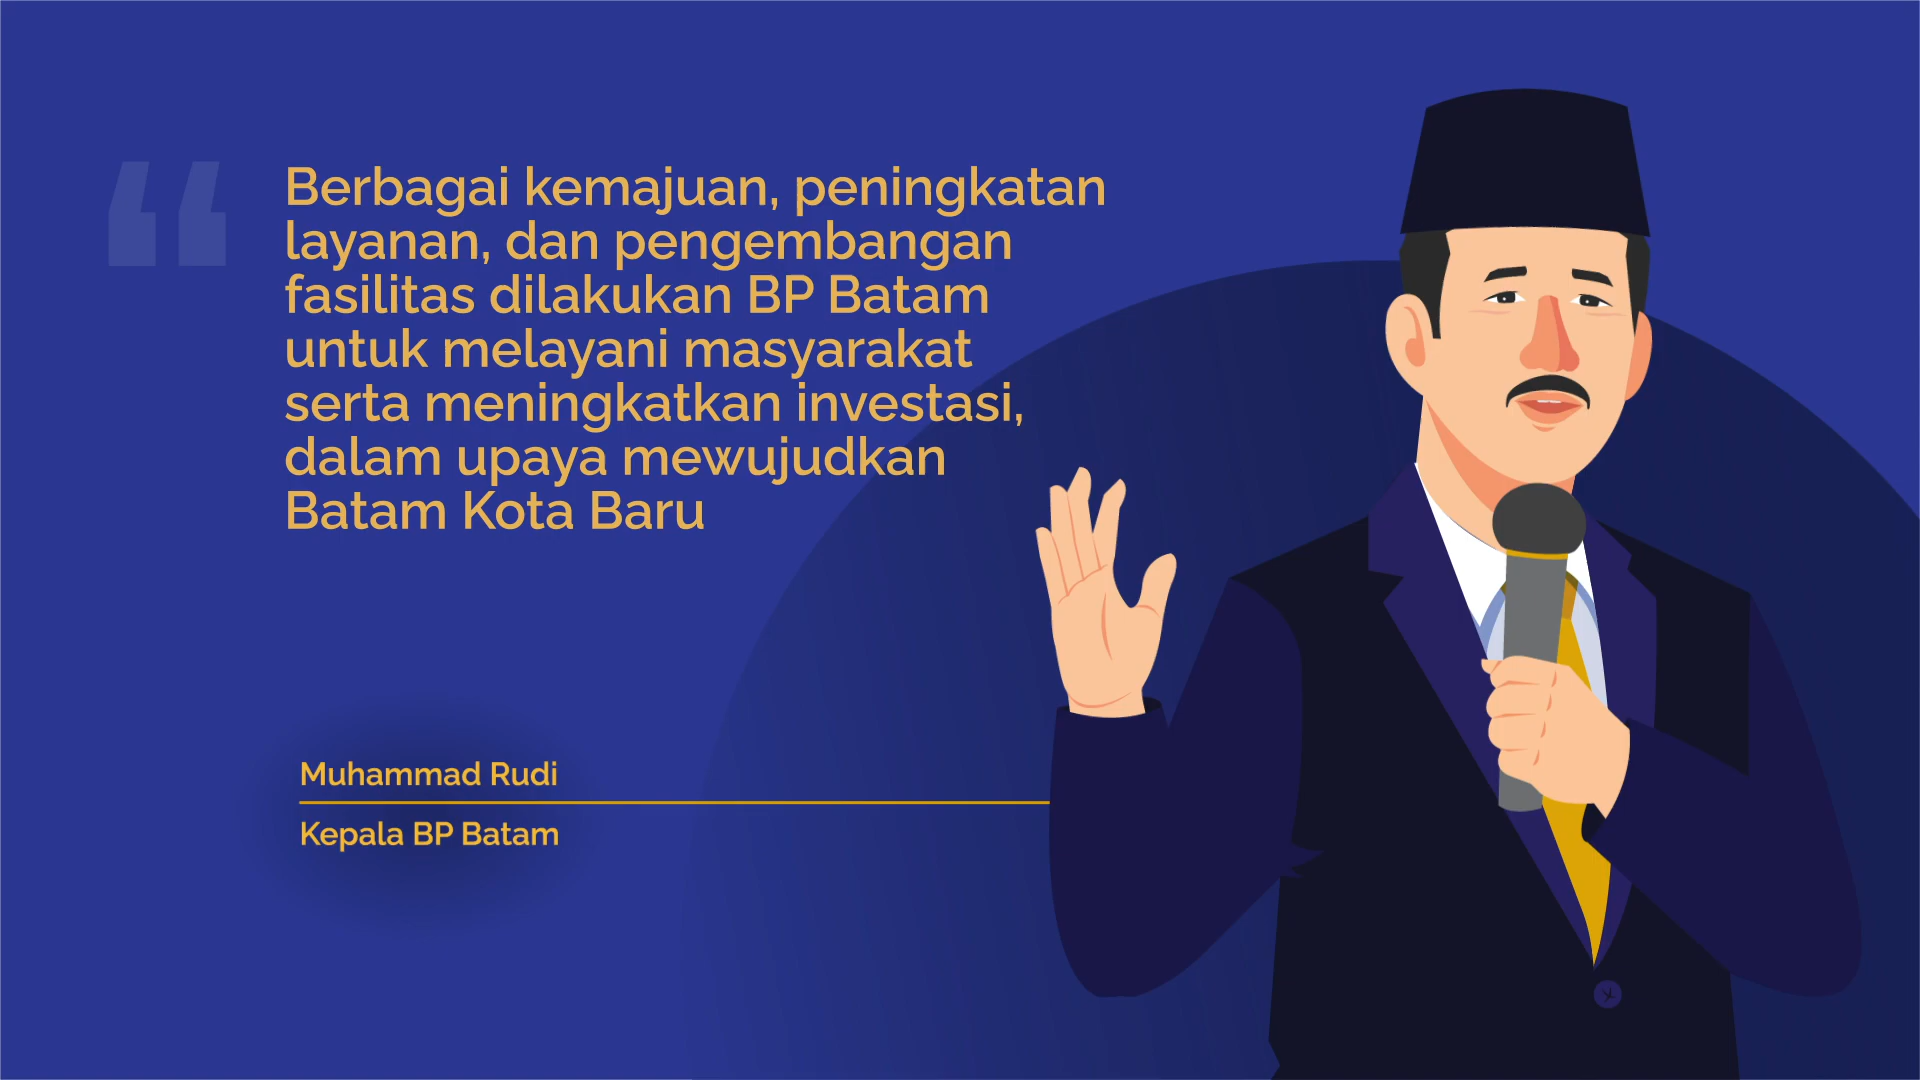 “
Berbagai kemajuan, peningkatan
layanan, dan pengembangan
fasilitas dilakukan BP Batam
untuk melayani masyarakat
serta meningkatkan investasi,
dalam upaya mewujudkan
Batam Kota Baru
Muhammad Rudi
Kepala BP Batam